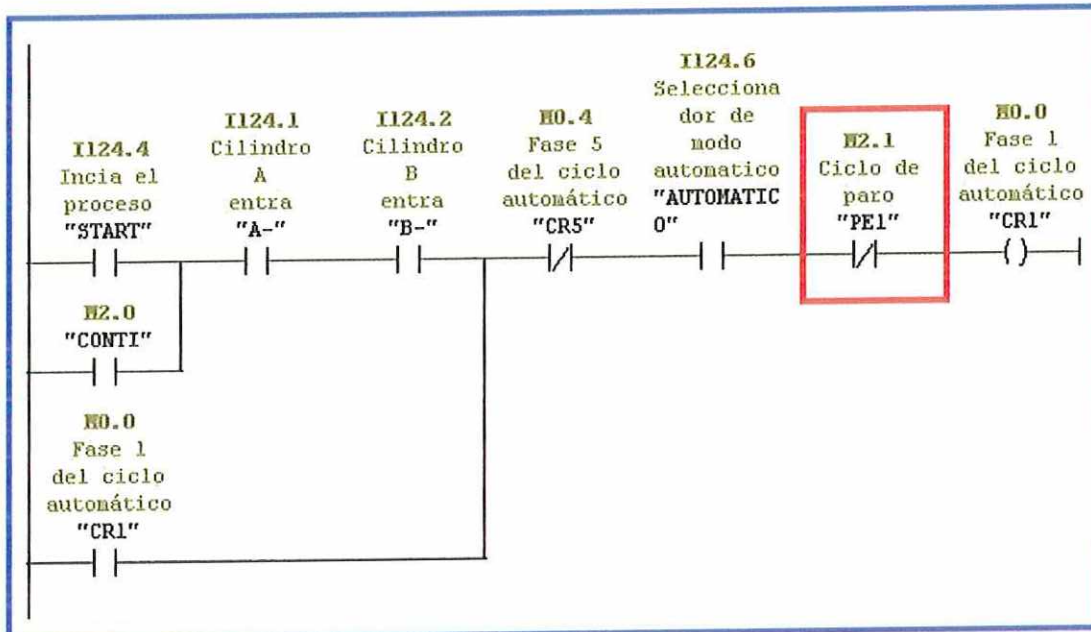 I124.4
Incia el
proceso
"START"
I124.1
Cilindro
A
entra
"A-"
I124.2
Cilindro
B
entra
"B-"
M0.4
Fase 5
del ciclo
automático
"CR5"
I124.6
Selecciona
dor de
modo
automatico
"AUTOMATIC
O"
M2.1
Ciclo de
paro
"PE1"
M0.0
Fase 1
del ciclo
automático
"CR1"
M2.0
"CONTI"
M0.0
Fase 1
del ciclo
automático
"CR1"